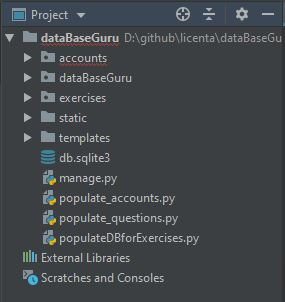 Project
dataBaseGuru D:\github\licenta\dataBaseGu
accounts
dataBaseGuru
exercises
static
templates
db.sqlite3
manage.py
populate_accounts.py
populate_questions.py
populateDBforExercises.py
External Libraries
Scratches and Consoles